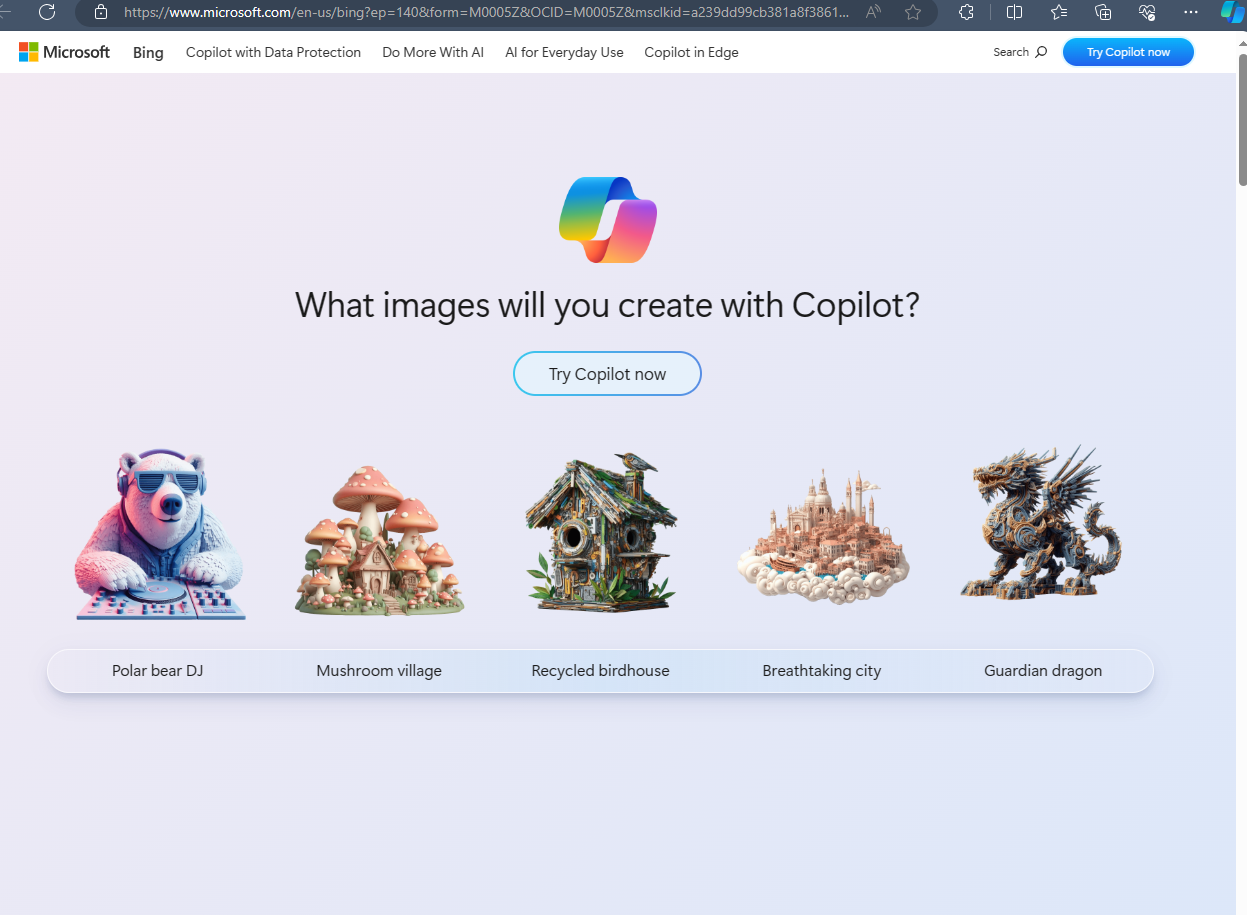 https://www.microsoft.com/en-us/bing?ep=140&form=M0005Z&OCID=M0005Z&msclkid=a239dd99cb381a8f3861...
Microsoft Bing Copilot with Data Protection Do More With AI AI for Everyday Use Copilot in Edge Search Try Copilot now
What images will you create with Copilot?
Try Copilot now
Polar bear DJ Mushroom village Recycled birdhouse Breathtaking city Guardian dragon